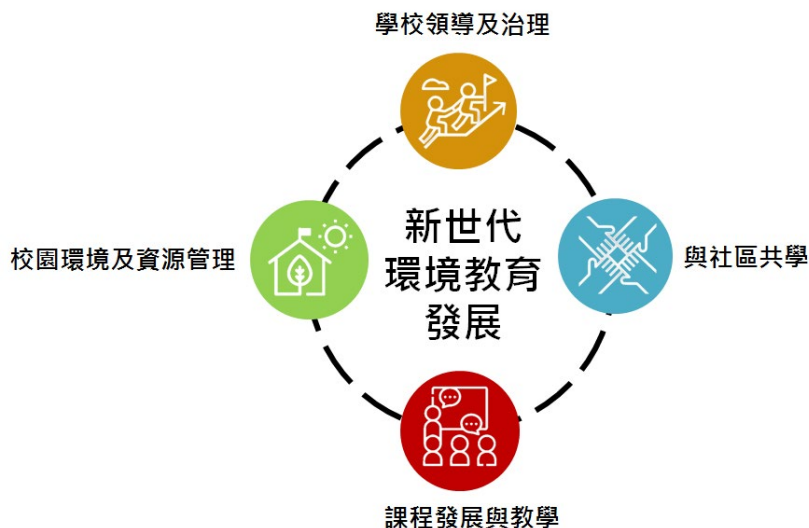 學校領導及治理
校園環境及資源管理
新世代
環境教育
發展
與社區共學
課程發展與教學